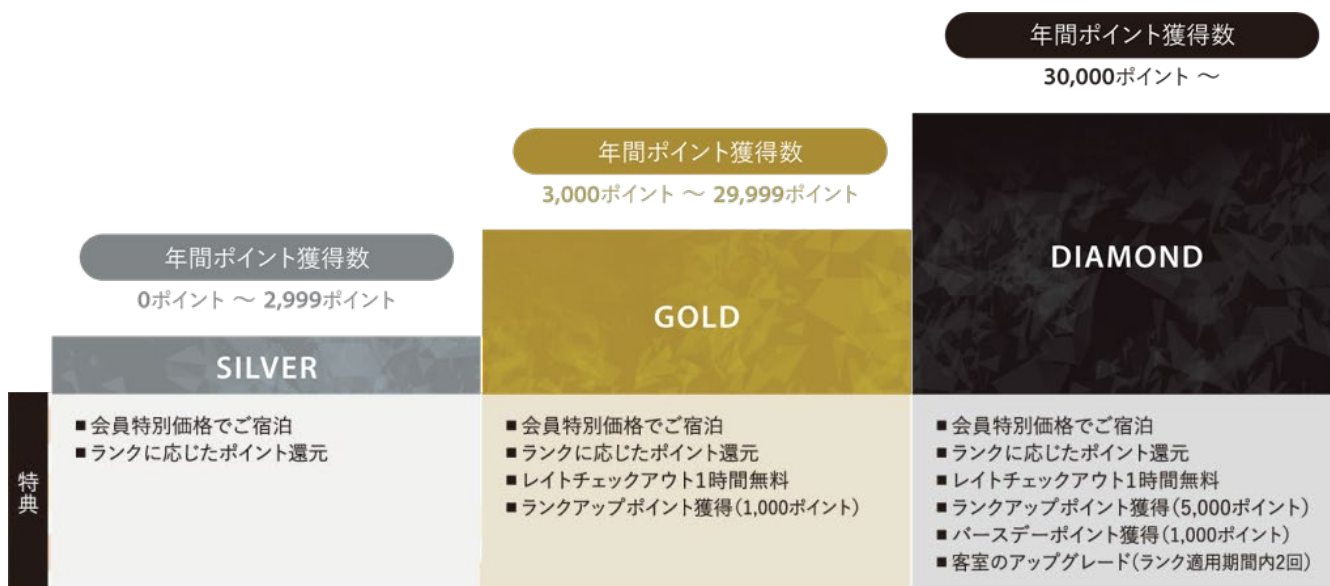 年間ポイント獲得数
0ポイント ～ 2,999ポイント
SILVER
年間ポイント獲得数
3,000ポイント ～ 29,999ポイント
GOLD
年間ポイント獲得数
30,000ポイント ～
DIAMOND
特典
■会員特別価格でご宿泊
■ランクに応じたポイント還元
■会員特別価格でご宿泊
■ランクに応じたポイント還元
■レイトチェックアウト1時間無料
■ランクアップポイント獲得(1,000ポイント)
■会員特別価格でご宿泊
■ランクに応じたポイント還元
■レイトチェックアウト1時間無料
■ランクアップポイント獲得(5,000ポイント)
■バースデーポイント獲得(1,000ポイント)
■客室のアップグレード(ランク適用期間内2回)